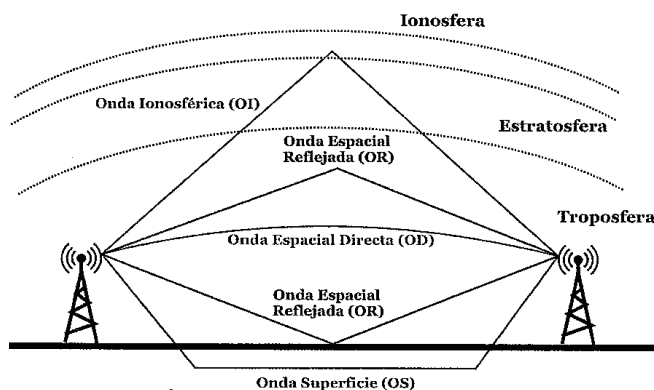 Ionosfera
Onda Ionosférica (OI)
Estratosfera
Onda Espacial
Reflejada (OR)
Troposfera
Onda Espacial Directa (OD)
Onda Espacial
Reflejada (OR)
Onda Superficie (OS)